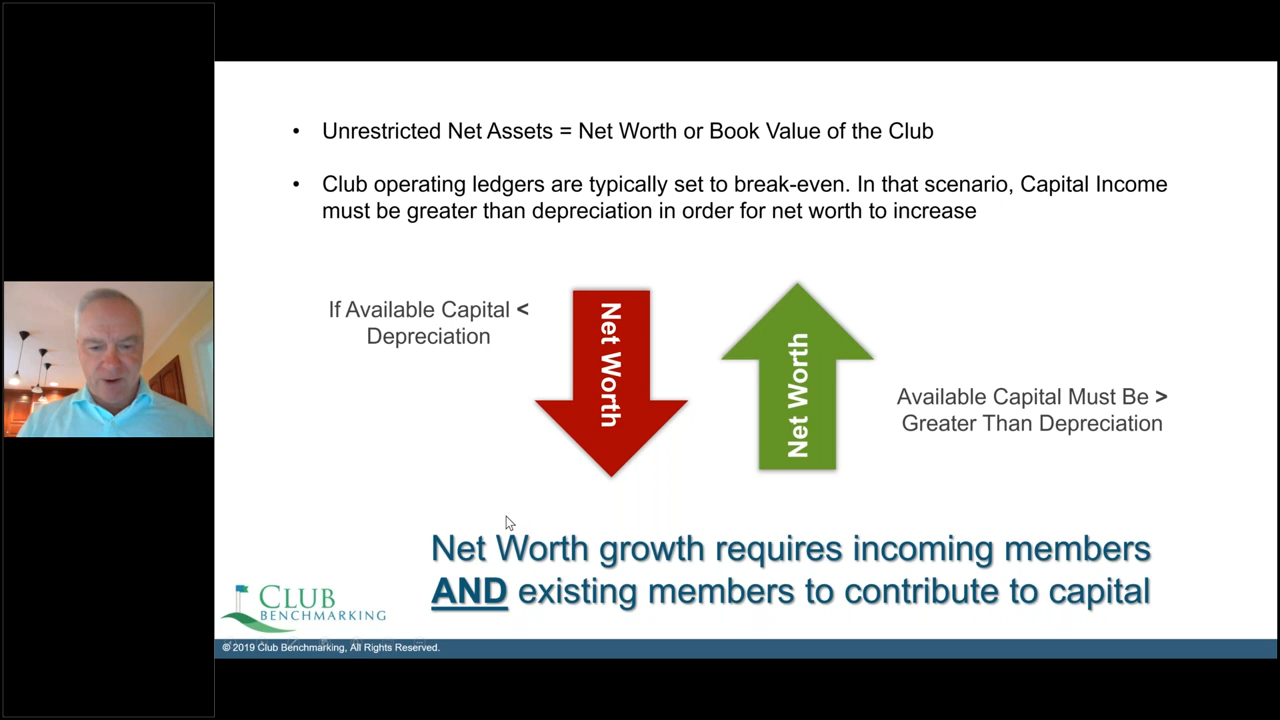 • Unrestricted Net Assets = Net Worth or Book Value of the Club
• Club operating ledgers are typically set to break-even. In that scenario, Capital Income
must be greater than depreciation in order for net worth to increase
If Available Capital <
Depreciation
Net Worth
Net Worth
Available Capital Must Be >
Greater Than Depreciation
Net Worth growth requires incoming members
AND existing members to contribute to capital
CLUB
BENCHMARKING
© 2019 Club Benchmarking, All Rights Reserved.